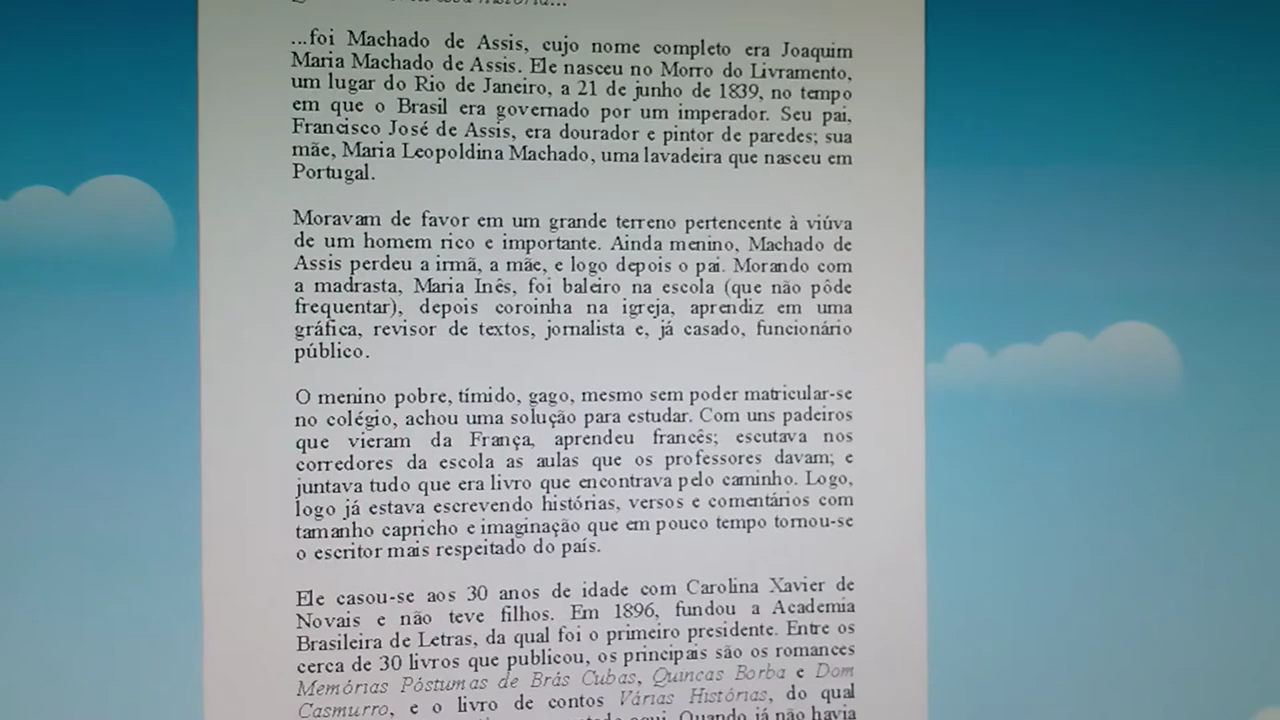 ...foi Machado de Assis, cujo nome completo era Joaquim
Maria Machado de Assis. Ele nasceu no Morro do Livramento,
um lugar do Rio de Janeiro, a 21 de junho de 1839, no tempo
em que o Brasil era governado por um imperador. Seu pai,
Francisco José de Assis, era dourador e pintor de paredes; sua
mãe, Maria Leopoldina Machado, uma lavadeira que nasceu em
Portugal.
Moravam de favor em um grande terreno pertencente à viúva
de um homem rico e importante. Ainda menino, Machado de
Assis perdeu a irmã, a mãe, e logo depois o pai. Morando com
a madrasta, Maria Inês, foi baleiro na escola (que não pôde
frequentar), depois coroinha na igreja, aprendiz em uma
gráfica, revisor de textos, jornalista e, já casado, funcionário
público.
O menino pobre, tímido, gago, mesmo sem poder matricular-se
no colégio, achou uma solução para estudar. Com uns padeiros
que vieram da França, aprendeu francês; escutava nos
corredores da escola as aulas que os professores davam; e
juntava tudo que era livro que encontrava pelo caminho. Logo,
logo já estava escrevendo histórias, versos e comentários com
tamanho capricho e imaginação que em pouco tempo tornou-se
o escritor mais respeitado do país.
Ele casou-se aos 30 anos de idade com Carolina Xavier de
Novais e não teve filhos. Em 1896, fundou a Academia
Brasileira de Letras, da qual foi o primeiro presidente. Entre os
cerca de 30 livros que publicou, os principais são os romances
Memórias Póstumas de Brás Cubas, Quincas Borba e Dom
Casmurro, e o livro de contos Várias Histórias, do qual
aqui. Quando já não havia